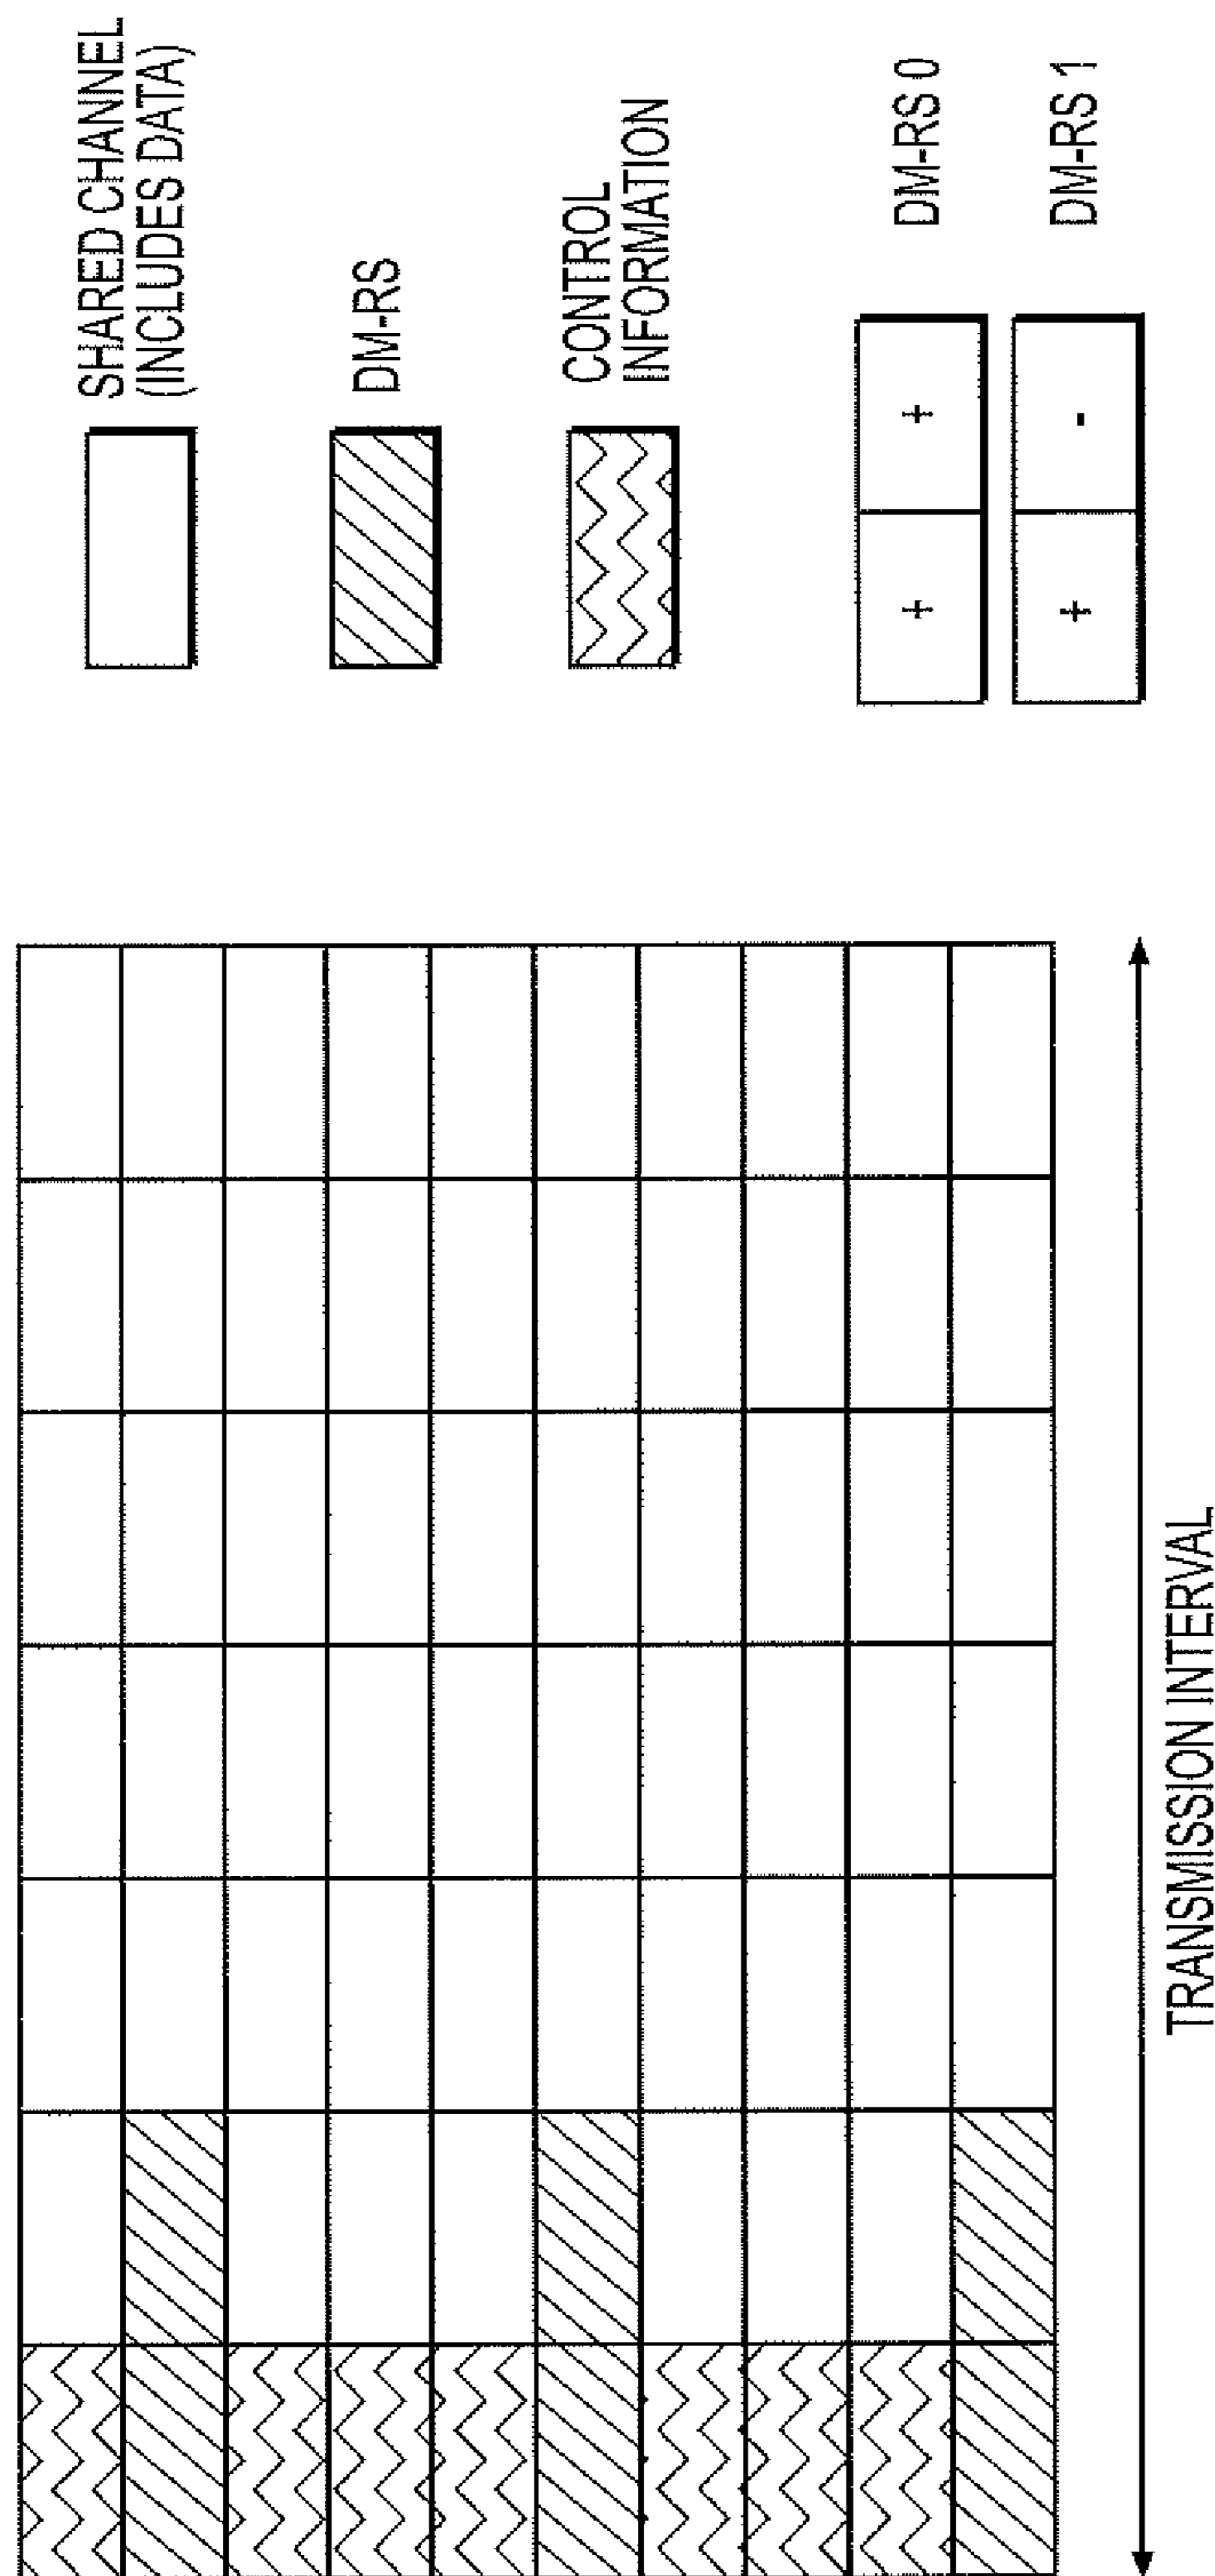 SHARED CHANNEL
(INCLUDES DATA)
DM-RS
CONTROL
INFORMATION
+ + DM-RS 0
+ - DM-RS 1
TRANSMISSION INTERVAL